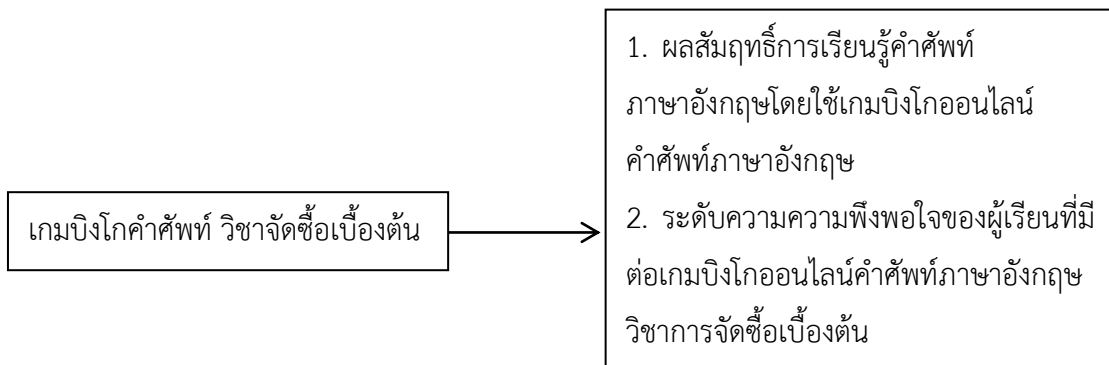 เกมบิงโกคำศัพท์ วิชาจัดซื้อเบื้องต้น
1. ผลสัมฤทธิ์การเรียนรู้คำศัพท์
ภาษาอังกฤษโดยใช้เกมบิงโกออนไลน์
คำศัพท์ภาษาอังกฤษ
2. ระดับความความพึงพอใจของผู้เรียนที่มี
ต่อเกมบิงโกออนไลน์คำศัพท์ภาษาอังกฤษ
วิชาการจัดซื้อเบื้องต้น